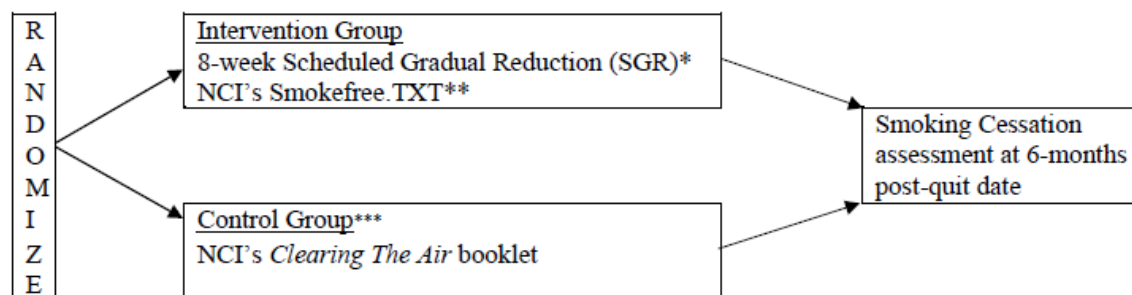 R
A
N
D
O
M
I
Z
E
Intervention Group
8-week Scheduled Gradual Reduction (SGR)*
NCI’s Smokefree.TXT**
Control Group***
NCI’s Clearing The Air booklet
Smoking Cessation
assessment at 6-months
post-quit date